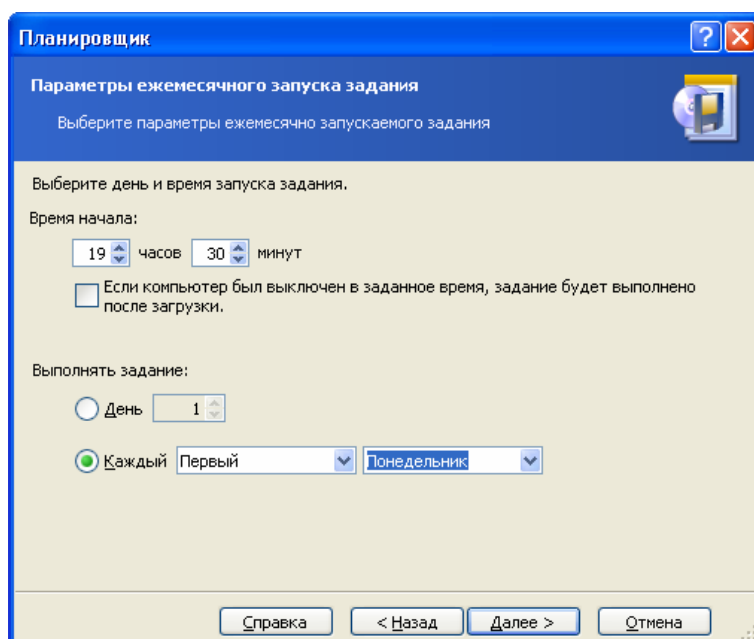 Планировщик
Параметры ежемесячного запуска задания
Выберите параметры ежемесячно запускаемого задания
Выберите день и время запуска задания.
Время начала:
19 часов 30 минут
Если компьютер был выключен в заданное время, задание будет выполнено
после загрузки.
Выполнять задание:
День 1
Каждый Первый Понедельник
Справка < Назад Далее > Отмена